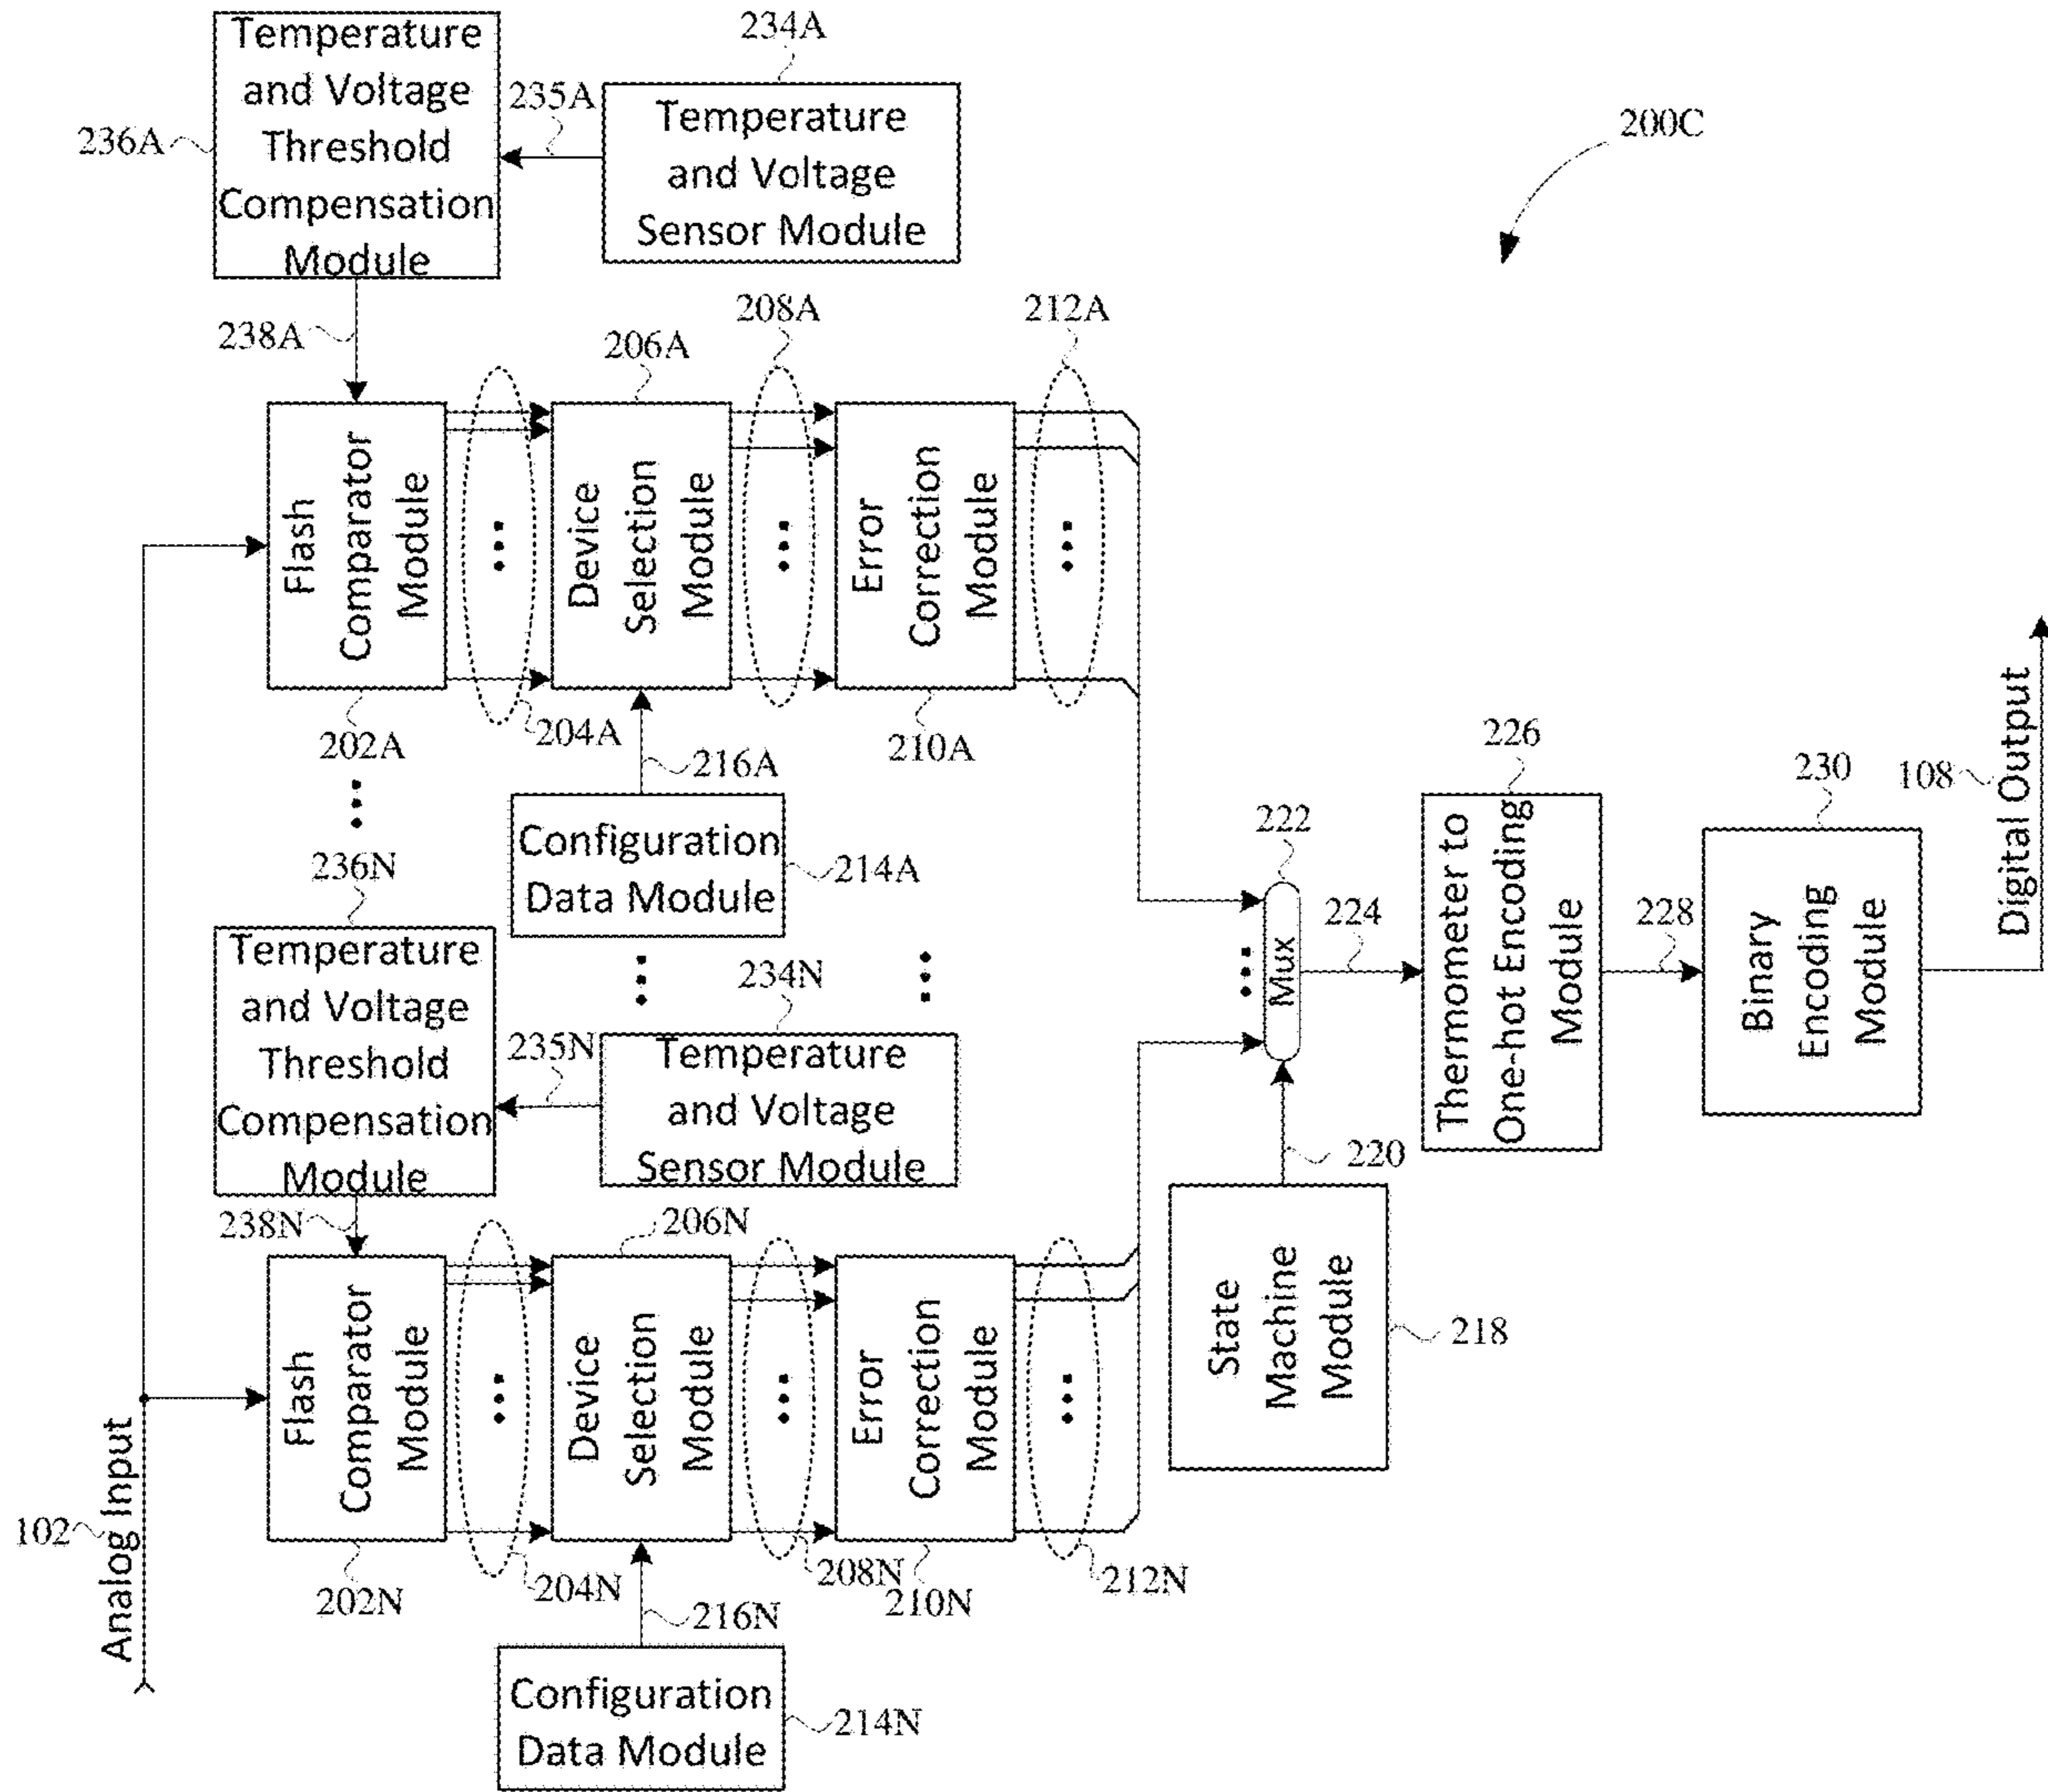 Temperature
and Voltage
Threshold
Compensation
Module
236A
235A
234A
Temperature
and Voltage
Sensor Module
200C
238A
206A
208A
212A
Flash
Comparator
Module
Device
Selection
Module
Error
Correction
Module
202A
204A
210A
216A
Configuration
Data Module
214A
236N
Temperature
and Voltage
Threshold
Compensation
Module
235N
234N
Temperature
and Voltage
Sensor Module
222
Mux
224
226
Thermometer to
One-hot Encoding
Module
228
230
Binary
Encoding
Module
108
Digital Output
220
State
Machine
Module
218
238N
206N
Flash
Comparator
Module
Device
Selection
Module
Error
Correction
Module
102
Analog Input
202N
204N
208N
210N
212N
216N
Configuration
Data Module
214N